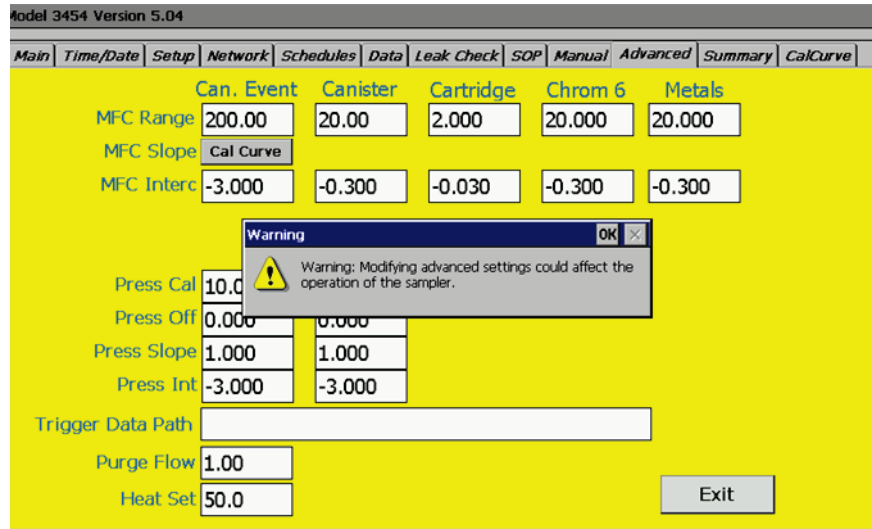 Model 3454 Version 5.04
Main Time/Date Setup Network Schedules Data Leak Check SOP Manual Advanced Summary CalCurve
Can. Event Canister Cartridge Chrom 6 Metals
MFC Range 200.00 20.00 2.000 20.000 20.000
MFC Slope Cal Curve
MFC Interc -3.000 -0.300 -0.030 -0.300 -0.300
Warning OK
Warning: Modifying advanced settings could affect the
operation of the sampler.
Press Cal
Press Off 0.000 0.000
Press Slope 1.000 1.000
Press Int -3.000 -3.000
Trigger Data Path
Purge Flow 1.00
Heat Set 50.0
Exit